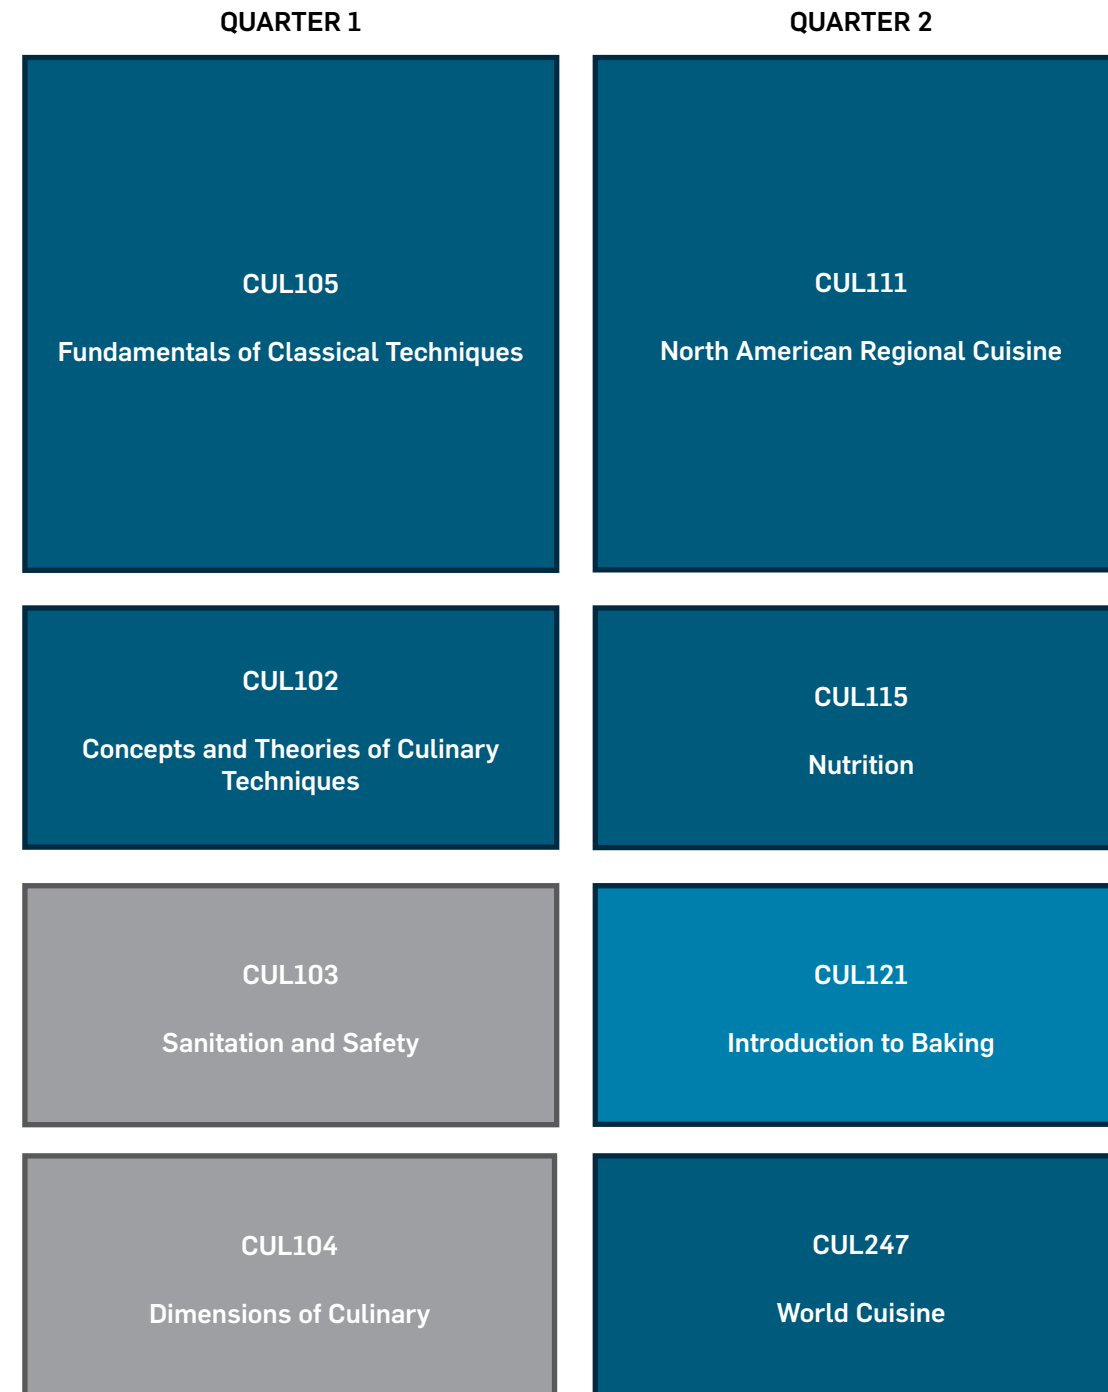 QUARTER 1
CUL105
Fundamentals of Classical Techniques
CUL102
Concepts and Theories of Culinary
Techniques
CUL103
Sanitation and Safety
CUL104
Dimensions of Culinary
QUARTER 2
CUL111
North American Regional Cuisine
CUL115
Nutrition
CUL121
Introduction to Baking
CUL247
World Cuisine